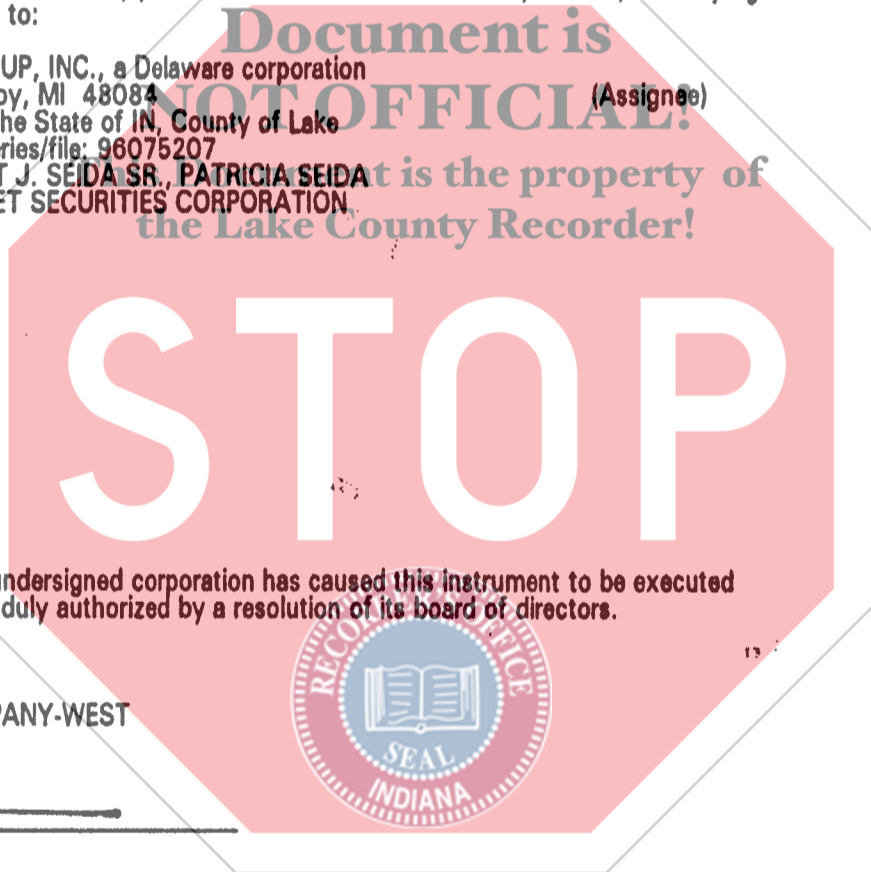 to:
Document is
UP, INC., a Delaware corporation
oy, MI 48084 (Assignee)
NOT OFFICIAL!
he State of IN, County of Lake
ries/file: 96075207
This Document is the property of
T J. SEIDA SR., PATRICIA SEIDA
ET SECURITIES CORPORATION
the Lake County Recorder!
STOP
undersigned corporation has caused this instrument to be executed
duly authorized by a resolution of its board of directors.
RECORDER'S OFFICE
PANY-WEST
SEAL
INDIANA